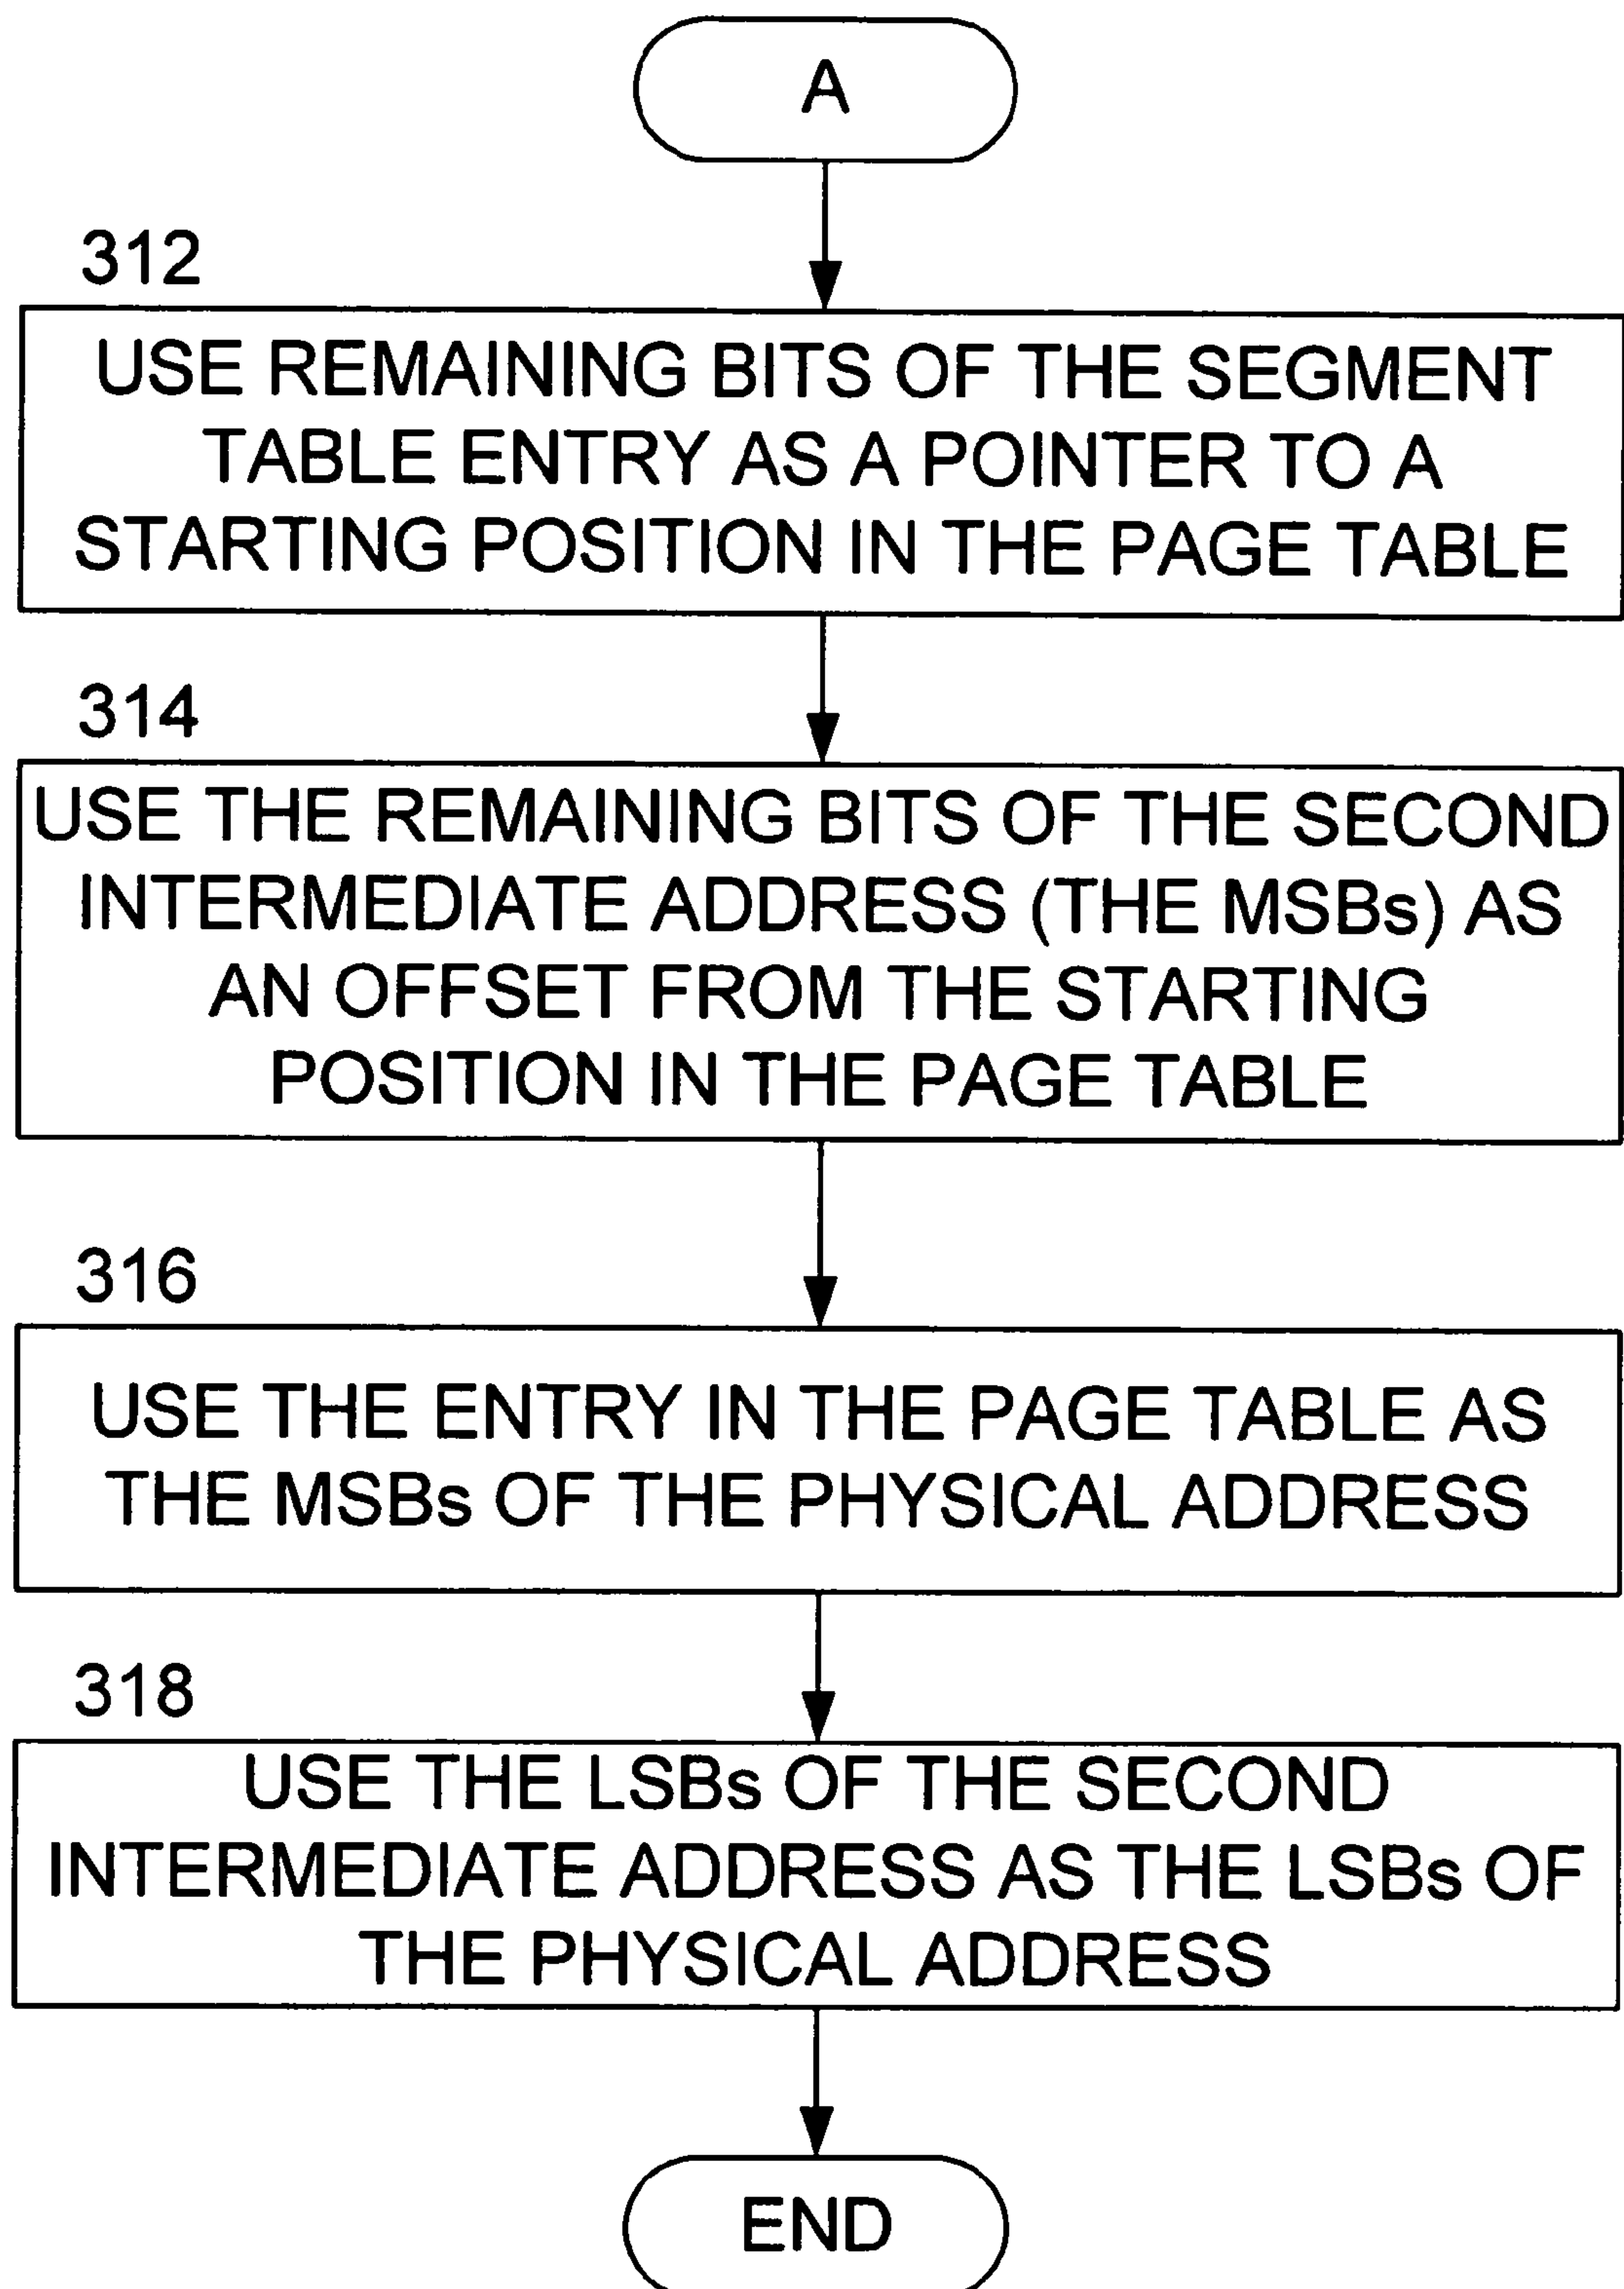 A
312
USE REMAINING BITS OF THE SEGMENT
TABLE ENTRY AS A POINTER TO A
STARTING POSITION IN THE PAGE TABLE
314
USE THE REMAINING BITS OF THE SECOND
INTERMEDIATE ADDRESS (THE MSBs) AS
AN OFFSET FROM THE STARTING
POSITION IN THE PAGE TABLE
316
USE THE ENTRY IN THE PAGE TABLE AS
THE MSBs OF THE PHYSICAL ADDRESS
318
USE THE LSBs OF THE SECOND
INTERMEDIATE ADDRESS AS THE LSBs OF
THE PHYSICAL ADDRESS
END